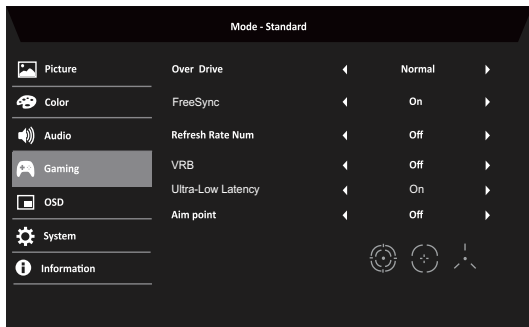 Mode - Standard
Picture
Over Drive Normal
Color
FreeSync On
Audio
Refresh Rate Num Off
Gaming
VRB Off
Ultra-Low Latency On
OSD
Aim point Off
System
Information